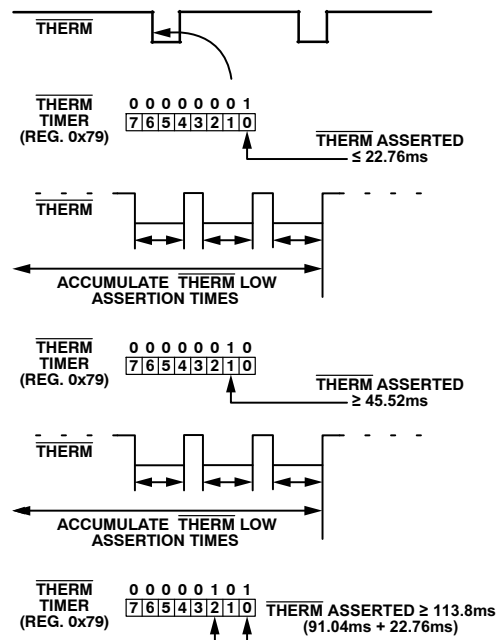 THERM
THERM
TIMER
(REG. 0x79)
0 0 0 0 0 0 0 1
7 6 5 4 3 2 1 0
THERM ASSERTED
≤ 22.76ms
THERM
ACCUMULATE THERM LOW
ASSERTION TIMES
THERM
TIMER
(REG. 0x79)
0 0 0 0 0 0 1 0
7 6 5 4 3 2 1 0
THERM ASSERTED
≥ 45.52ms
THERM
ACCUMULATE THERM LOW
ASSERTION TIMES
THERM
TIMER
(REG. 0x79)
0 0 0 0 0 1 0 1
7 6 5 4 3 2 1 0
THERM ASSERTED ≥ 113.8ms
(91.04ms + 22.76ms)